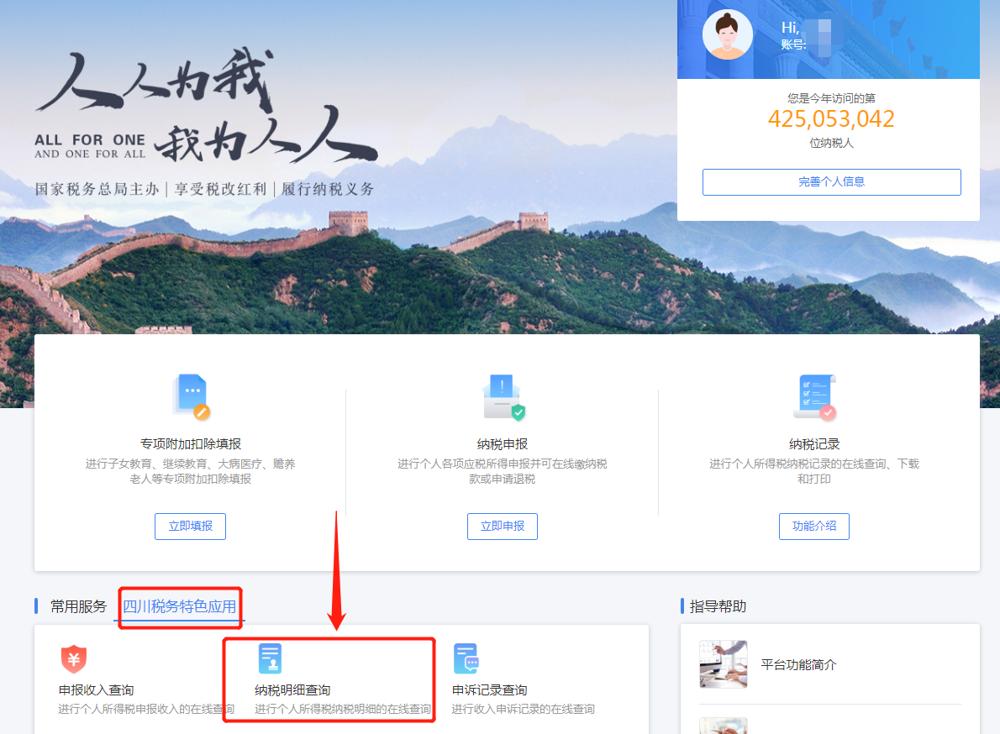 人人为我
ALL FOR ONE
AND ONE FOR ALL
我为人人
国家税务总局主办 | 享受税改红利 | 履行纳税义务
Hi,
账号:
您是今年访问的第
425,053,042
位纳税人
完善个人信息
专项附加扣除填报
进行子女教育、继续教育、大病医疗、赡养
老人等专项附加扣除填报
立即填报
纳税申报
进行个人各项应税所得申报并可在线缴纳税
款或申请退税
立即申报
纳税记录
进行个人所得税纳税记录的在线查询、下载
和打印
功能介绍
常用服务
四川税务特色应用
申报收入查询
进行个人所得税申报收入的在线查询
纳税明细查询
进行个人所得税纳税明细的在线查询
申诉记录查询
进行收入申诉记录的在线查询
指导帮助
平台功能简介